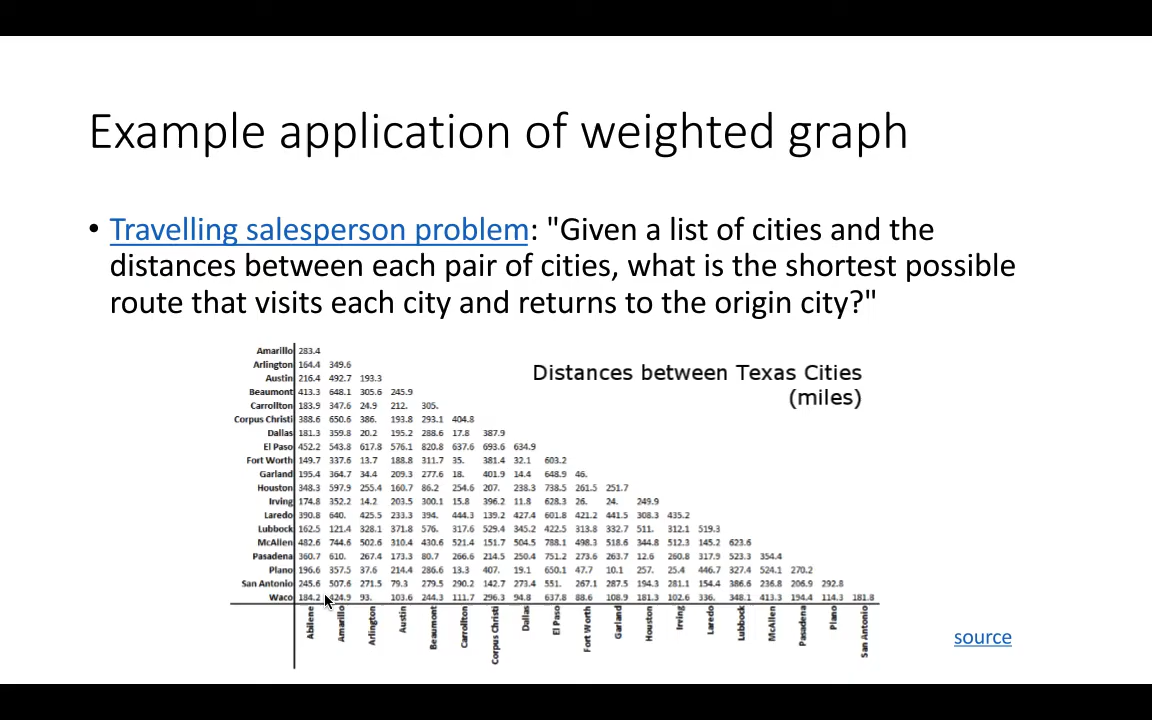 Example application of weighted graph
• Travelling salesperson problem: "Given a list of cities and the
distances between each pair of cities, what is the shortest possible
route that visits each city and returns to the origin city?"
Distances between Texas Cities
(miles)
Amarillo 283.4
Arlington 164.4 349.6
Austin 216.4 492.7 193.3
Beaumont 413.3 648.1 305.6 245.9
Carrollton 183.9 347.6 24.9 212. 305.
Corpus Christi 388.6 650.6 386. 193.8 293.1 404.8
Dallas 181.3 359.8 20.2 195.2 288.6 17.8 387.9
El Paso 452.2 543.8 617.8 576.1 820.8 637.6 693.6 634.9
Fort Worth 149.7 337.6 13.7 188.8 311.7 35. 381.4 32.1 603.2
Garland 195.4 364.7 34.4 209.3 277.6 18. 401.9 14.4 648.9 46.
Houston 348.3 597.9 255.4 160.7 86.2 254.6 207. 238.3 738.5 261.5 251.7
Irving 174.8 352.2 14.2 203.5 300.1 15.8 396.2 11.8 628.3 26. 24. 249.9
Laredo 390.8 640. 425.5 233.3 394. 444.3 139.2 427.4 601.8 421.2 441.5 308.3 435.2
Lubbock 162.5 121.4 328.1 371.8 576. 317.6 529.4 345.2 422.5 313.8 332.7 511. 312.1 519.3
McAllen 482.6 744.6 502.6 310.4 430.6 521.4 151.7 504.5 788.1 498.3 518.6 344.8 512.3 145.2 623.6
Pasadena 360.7 610. 267.4 173.3 80.7 266.6 214.5 250.4 751.2 273.6 263.7 12.6 260.8 317.9 523.3 354.4
Plano 196.6 357.5 37.6 214.4 286.6 13.3 407. 19.1 650.1 47.7 10.1 257. 25.4 446.7 327.4 524.1 270.2
San Antonio 245.6 507.6 271.5 79.3 279.5 290.2 142.7 273.4 551. 267.1 287.5 194.3 281.1 154.4 386.6 236.8 206.9 292.8
Waco 184.2 424.9 93. 103.6 244.3 111.7 296.3 94.8 637.8 88.6 108.9 181.3 102.6 336. 348.1 413.3 194.4 114.3 181.8
Abilene Amarillo Arlington Austin Beaumont Carrollton Corpus Christi Dallas El Paso Fort Worth Garland Houston Irving Laredo Lubbock McAllen Pasadena Plano San Antonio
source